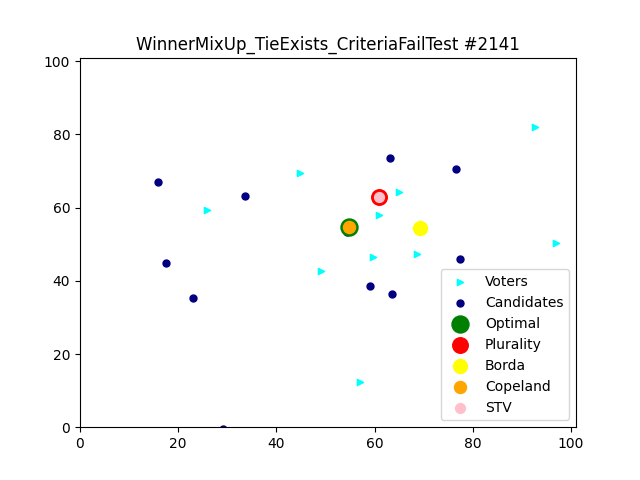 WinnerMixUp_TieExists_CriteriaFailTest #2141
100
80
60
40
20
0
0 20 40 60 80 100
Voters
Candidates
Optimal
Plurality
Borda
Copeland
STV